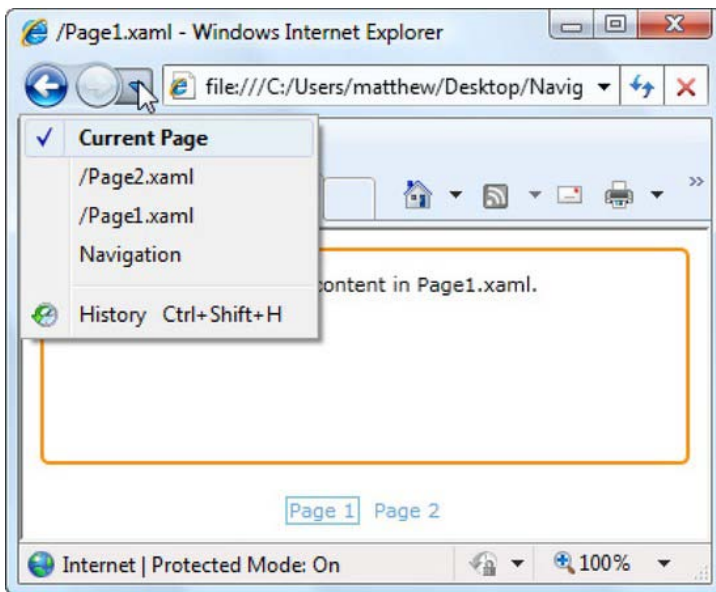 /Page1.xaml - Windows Internet Explorer
file:///C:/Users/matthew/Desktop/Navig
Current Page
/Page2.xaml
/Page1.xaml
Navigation
History Ctrl+Shift+H
content in Page1.xaml.
Page 1 Page 2
Internet | Protected Mode: On
100%